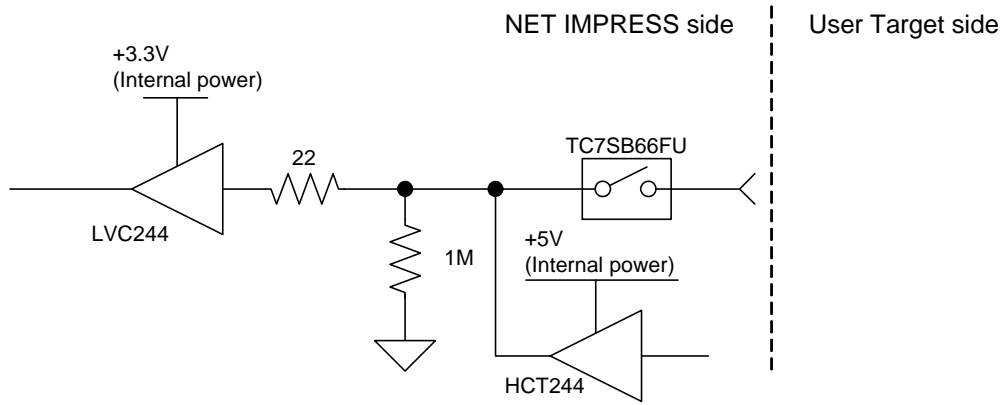 NET IMPRESS side
User Target side
+3.3V
(Internal power)
22
TC7SB66FU
LVC244
1M
+5V
(Internal power)
HCT244